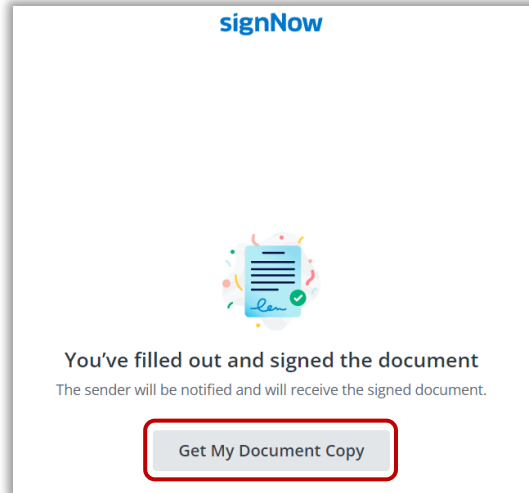 signNow
You’ve filled out and signed the document
The sender will be notified and will receive the signed document.
Get My Document Copy